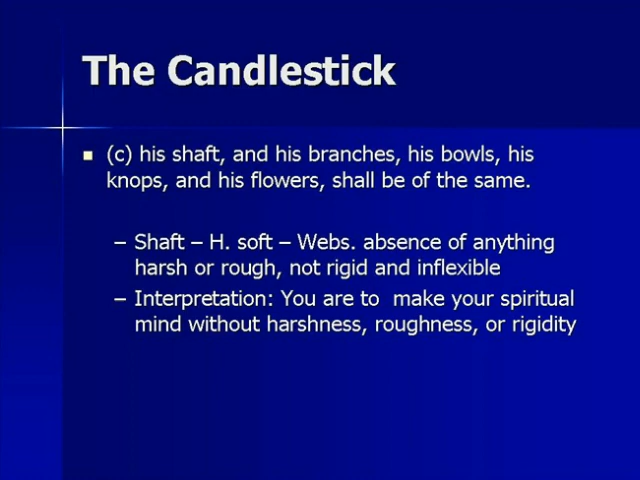 The Candlestick
(c) his shaft, and his branches, his bowls, his
knops, and his flowers, shall be of the same.
– Shaft – H. soft – Webs. absence of anything
harsh or rough, not rigid and inflexible
– Interpretation: You are to  make your spiritual
mind without harshness, roughness, or rigidity